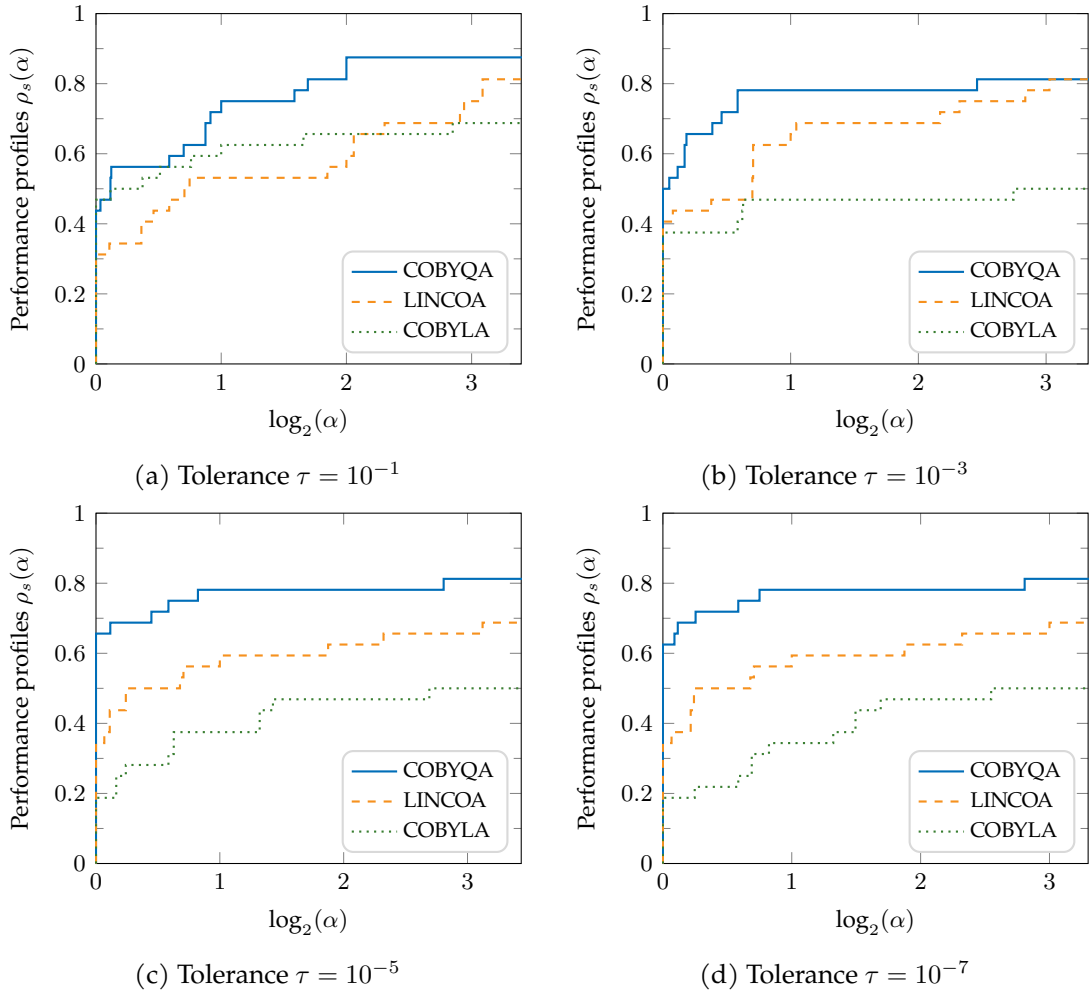 Performance profiles ρ_s(α)
1
0.8
0.6
0.4
0.2
0
0 1 2 3
log₂(α)
COBYQA
LINCOA
COBYLA
(a) Tolerance τ = 10⁻¹
Performance profiles ρ_s(α)
1
0.8
0.6
0.4
0.2
0
0 1 2 3
log₂(α)
COBYQA
LINCOA
COBYLA
(b) Tolerance τ = 10⁻³
Performance profiles ρ_s(α)
1
0.8
0.6
0.4
0.2
0
0 1 2 3
log₂(α)
COBYQA
LINCOA
COBYLA
(c) Tolerance τ = 10⁻⁵
Performance profiles ρ_s(α)
1
0.8
0.6
0.4
0.2
0
0 1 2 3
log₂(α)
COBYQA
LINCOA
COBYLA
(d) Tolerance τ = 10⁻⁷